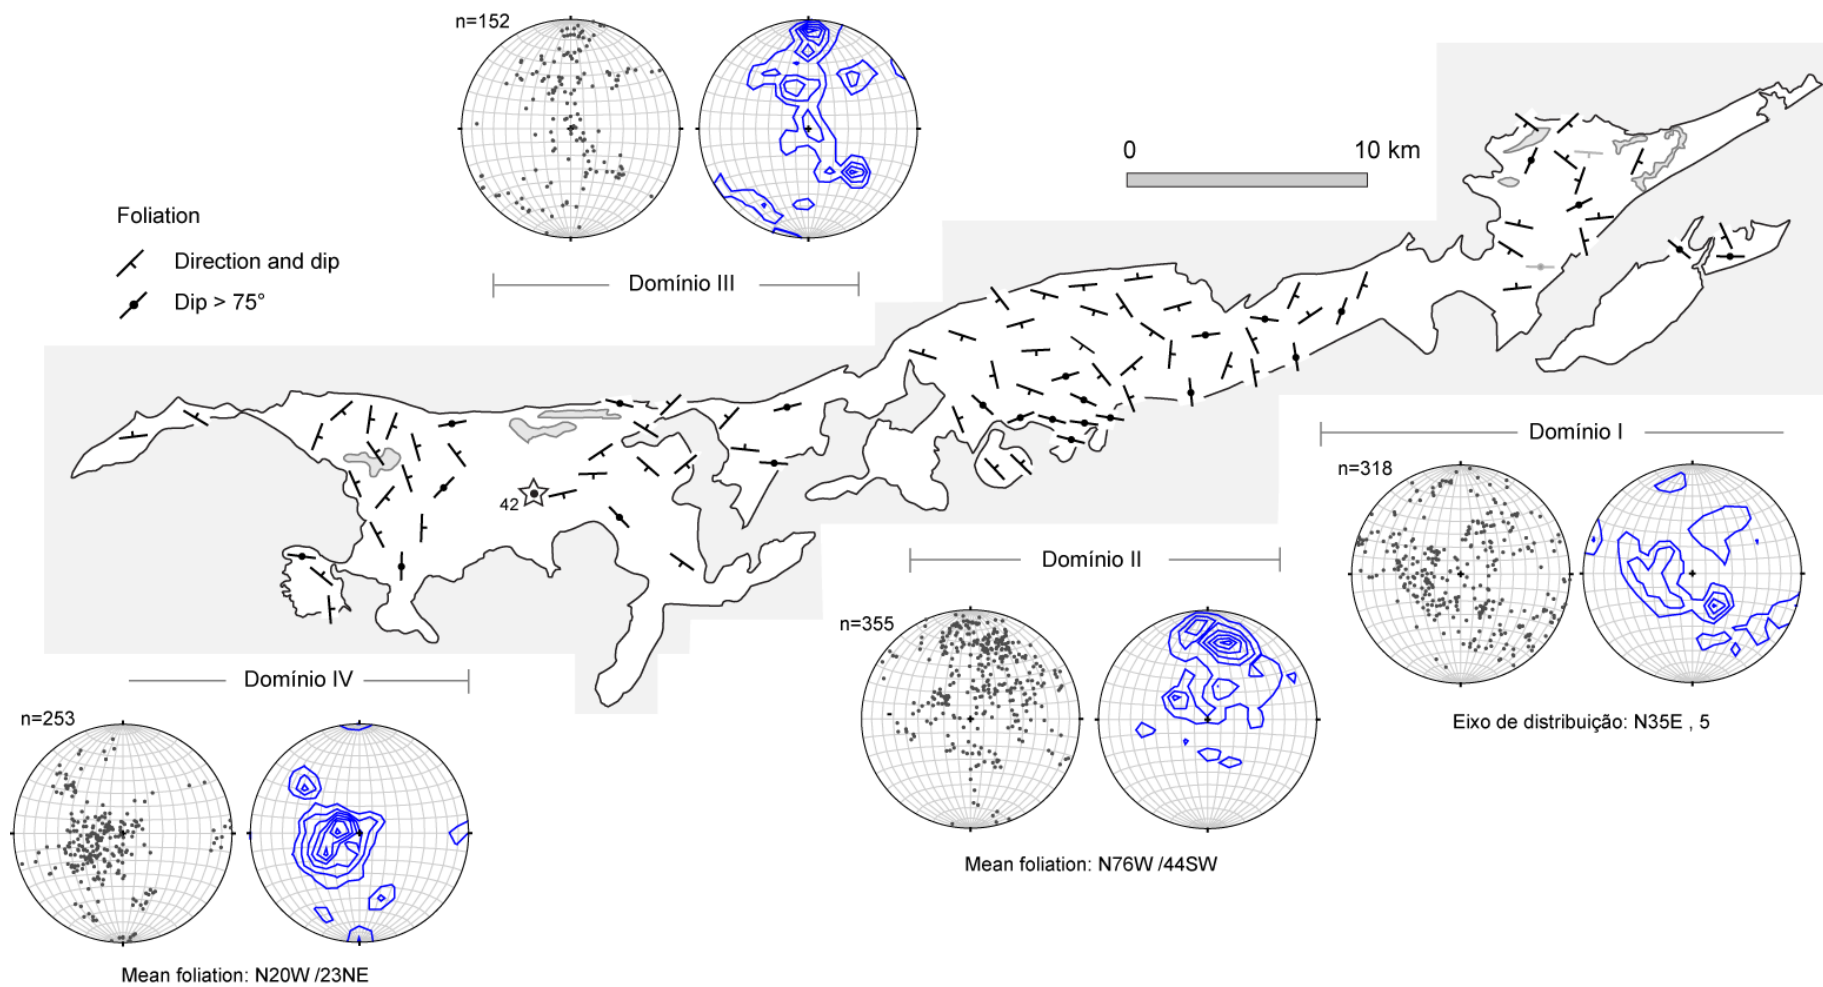 n=152
0 10 km
Foliation
Direction and dip
Dip > 75°
Domínio III
Domínio I
n=318
42
Domínio II
n=355
Domínio IV
n=253
Eixo de distribuição: N35E , 5
Mean foliation: N76W /44SW
Mean foliation: N20W /23NE